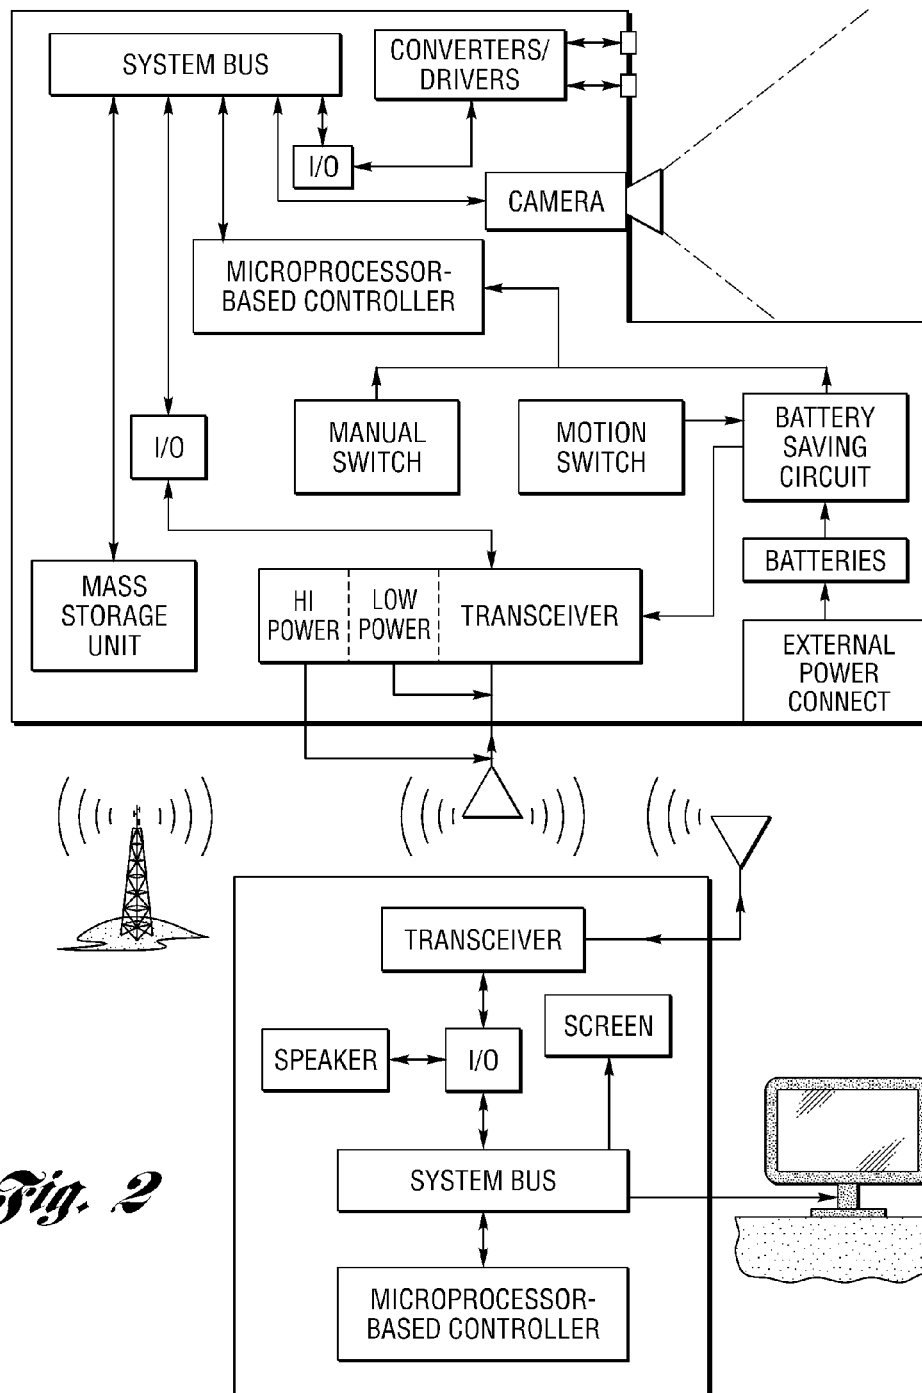 SYSTEM BUS
CONVERTERS/
DRIVERS
I/O
CAMERA
MICROPROCESSOR-
BASED CONTROLLER
I/O
MANUAL
SWITCH
MOTION
SWITCH
BATTERY
SAVING
CIRCUIT
BATTERIES
MASS
STORAGE
UNIT
HI
POWER
LOW
POWER
TRANSCEIVER
EXTERNAL
POWER
CONNECT
TRANSCEIVER
SCREEN
SPEAKER
I/O
SYSTEM BUS
MICROPROCESSOR-
BASED CONTROLLER
Fig. 2